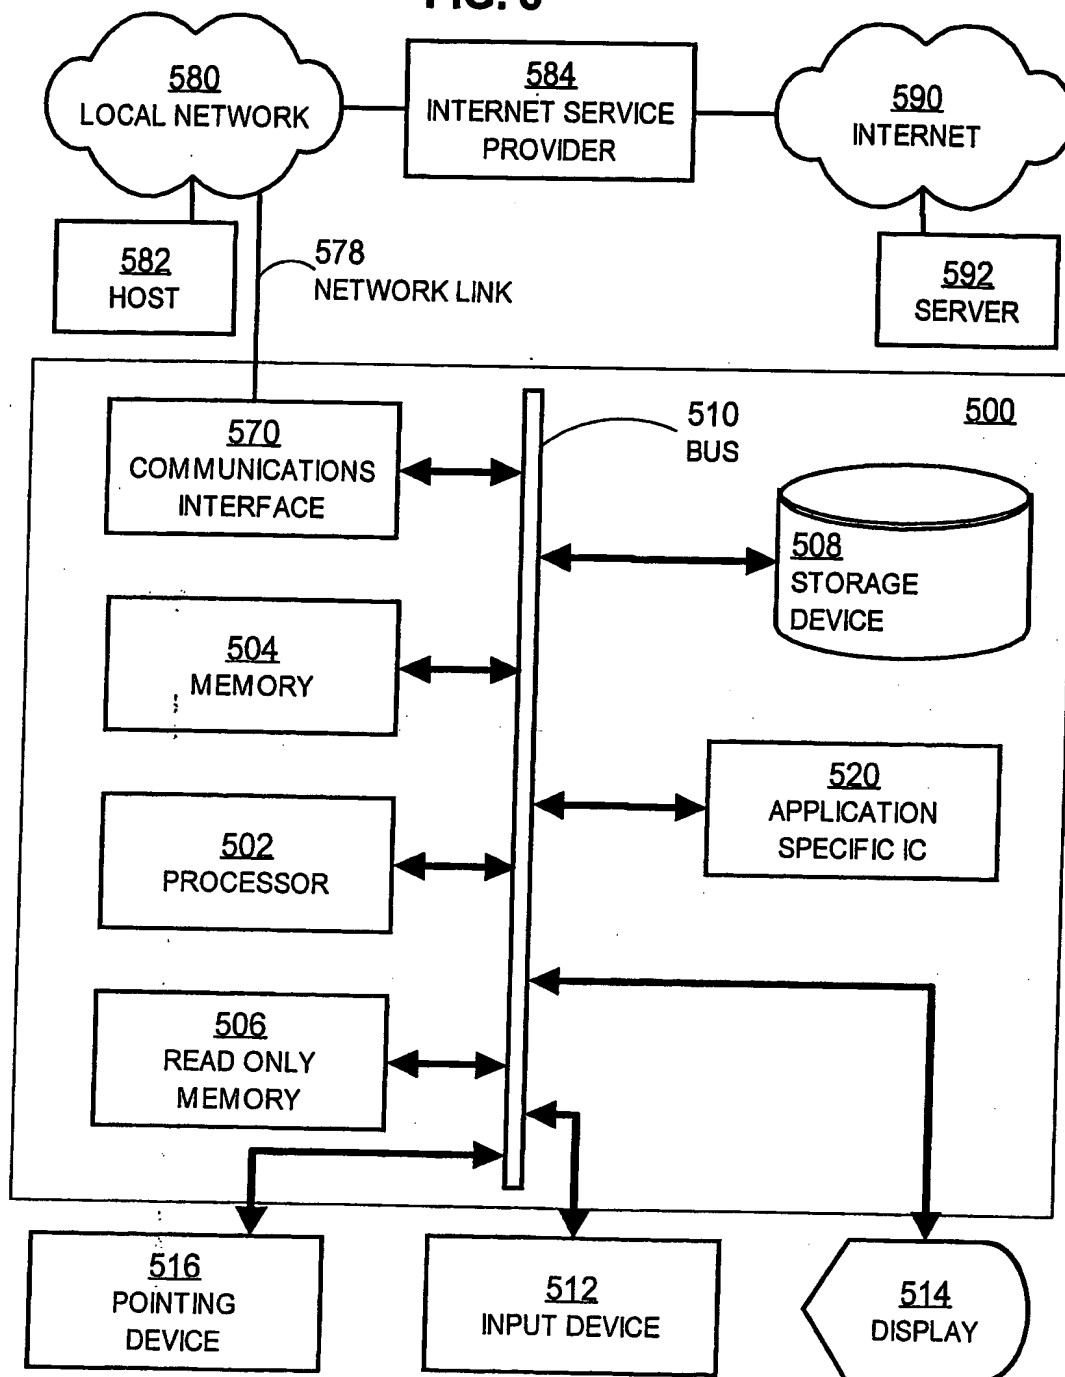 580
LOCAL NETWORK
584
INTERNET SERVICE
PROVIDER
590
INTERNET
582
HOST
578
NETWORK LINK
592
SERVER
500
510
BUS
570
COMMUNICATIONS
INTERFACE
508
STORAGE
DEVICE
504
MEMORY
520
APPLICATION
SPECIFIC IC
502
PROCESSOR
506
READ ONLY
MEMORY
516
POINTING
DEVICE
512
INPUT DEVICE
514
DISPLAY